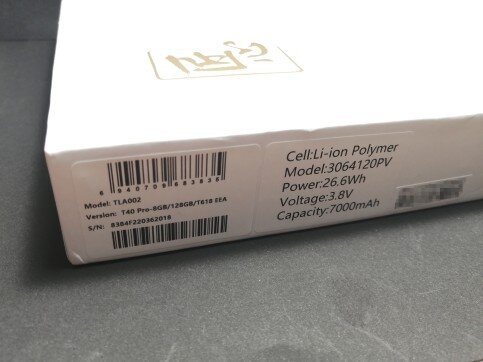 6 940709 683835
Model: TLA002
Version: T40 Pro-8GB/128GB/T618 EEA
S/N: 8384F220362018
Cell:Li-ion Polymer
Model:3064120PV
Power:26.6Wh
Voltage:3.8V
Capacity:7000mAh